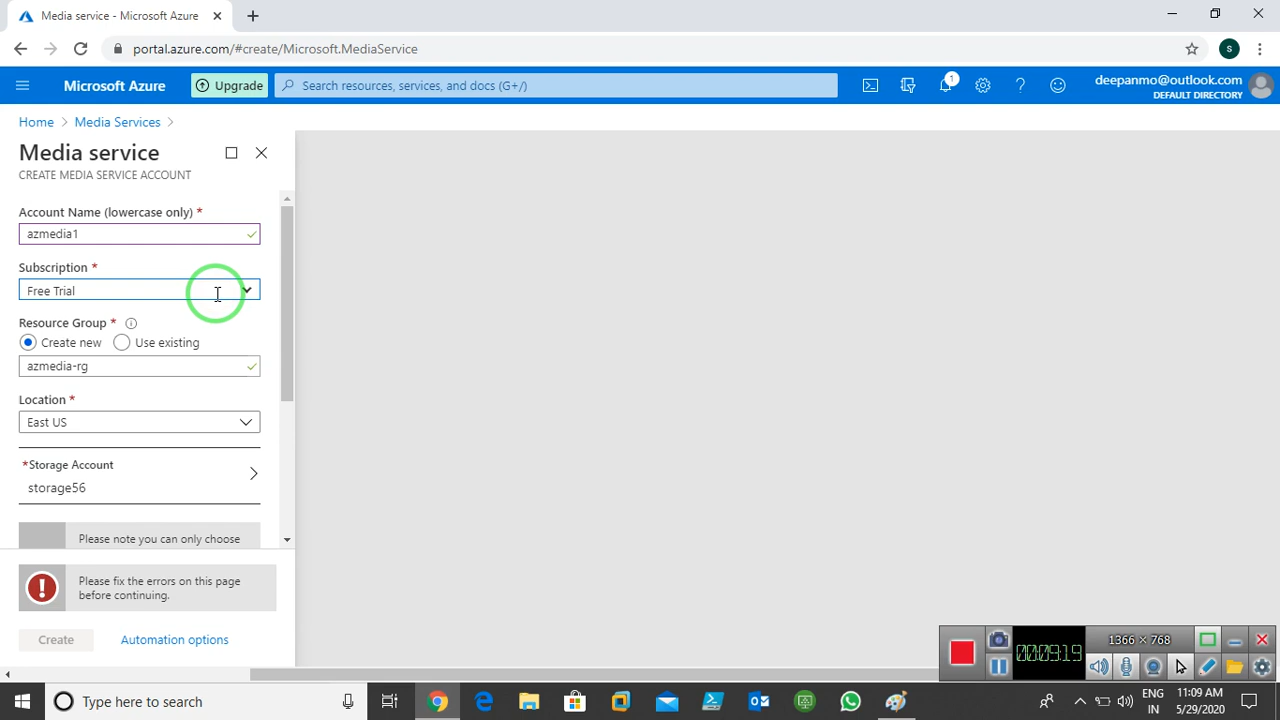 Media service - Microsoft Azure
portal.azure.com/#create/Microsoft.MediaService
S
Microsoft Azure
Upgrade
Search resources, services, and docs (G+/)
1
deepanmo@outlook.com
DEFAULT DIRECTORY
Home > Media Services >
Media service
CREATE MEDIA SERVICE ACCOUNT
Account Name (lowercase only) *
azmedia1
Subscription *
Free Trial
Resource Group *
Create new
Use existing
azmedia-rg
Location *
East US
*Storage Account
storage56
Please note you can only choose
Please fix the errors on this page
before continuing.
Create
Automation options
1366 × 768
00:09:19
Type here to search
ENG
IN
11:09 AM
5/29/2020